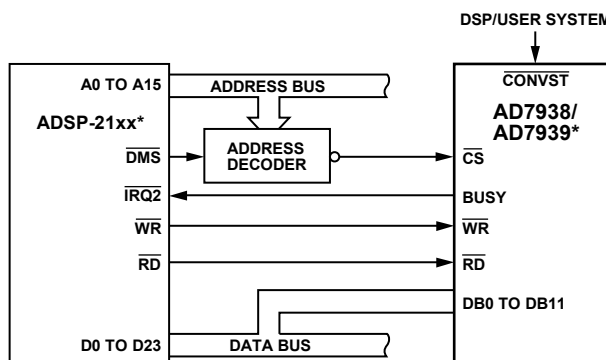 DSP/USER SYSTEM
A0 TO A15
ADDRESS BUS
CONVST
ADSP-21xx*
AD7938/
AD7939*
DMS
ADDRESS
DECODER
CS
IRQ2
BUSY
WR
WR
RD
RD
DB0 TO DB11
D0 TO D23
DATA BUS